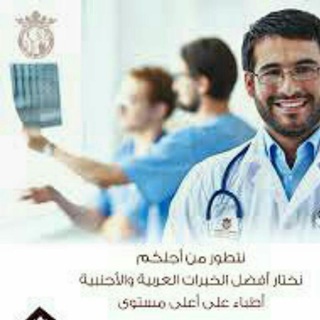 نتطور من أجلكم
نختار أفضل الخبرات العربية والأجنبية
أطباء على أعلى مستوى